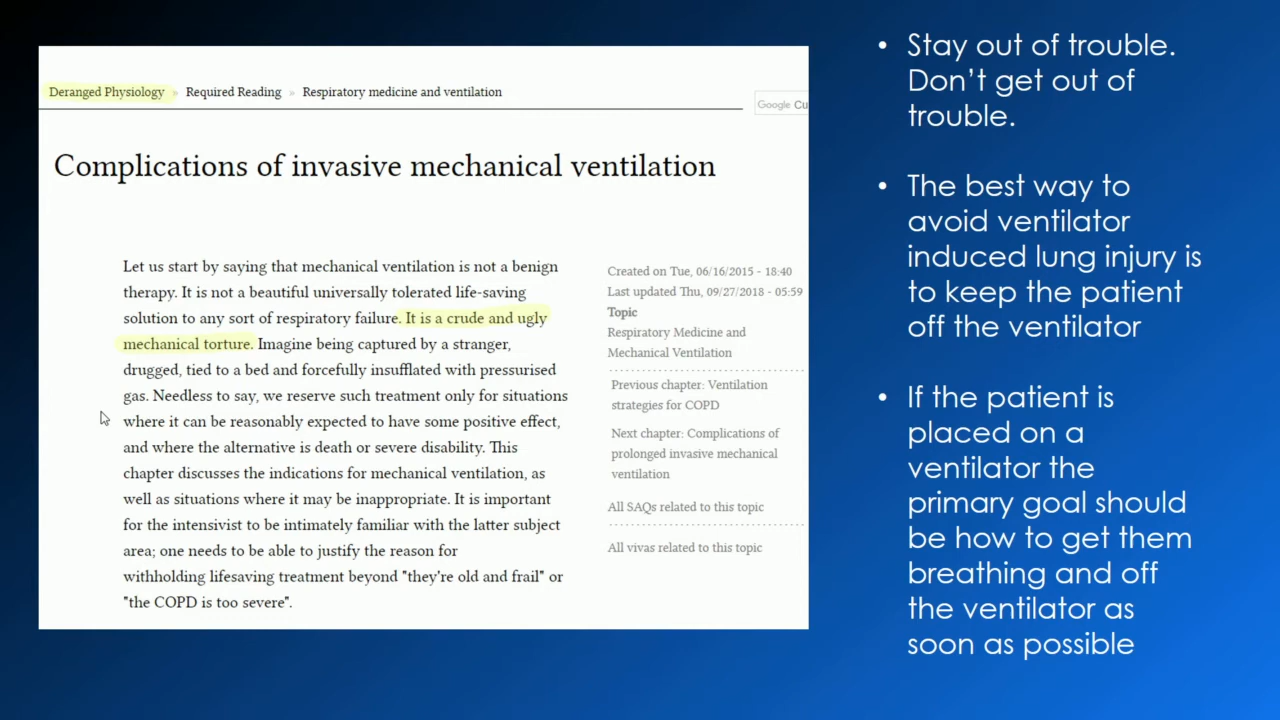 Deranged Physiology » Required Reading » Respiratory medicine and ventilation
Google Cu
Complications of invasive mechanical ventilation
Let us start by saying that mechanical ventilation is not a benign
therapy. It is not a beautiful universally tolerated life-saving
solution to any sort of respiratory failure. It is a crude and ugly
mechanical torture. Imagine being captured by a stranger,
drugged, tied to a bed and forcefully insufflated with pressurised
gas. Needless to say, we reserve such treatment only for situations
where it can be reasonably expected to have some positive effect,
and where the alternative is death or severe disability. This
chapter discusses the indications for mechanical ventilation, as
well as situations where it may be inappropriate. It is important
for the intensivist to be intimately familiar with the latter subject
area; one needs to be able to justify the reason for
withholding lifesaving treatment beyond "they're old and frail" or
"the COPD is too severe".
Created on Tue, 06/16/2015 - 18:40
Last updated Thu, 09/27/2018 - 05:59
Topic
Respiratory Medicine and
Mechanical Ventilation
Previous chapter: Ventilation
strategies for COPD
Next chapter: Complications of
prolonged invasive mechanical
ventilation
All SAQs related to this topic
All vivas related to this topic
• Stay out of trouble.
Don’t get out of
trouble.
• The best way to
avoid ventilator
induced lung injury is
to keep the patient
off the ventilator
• If the patient is
placed on a
ventilator the
primary goal should
be how to get them
breathing and off
the ventilator as
soon as possible